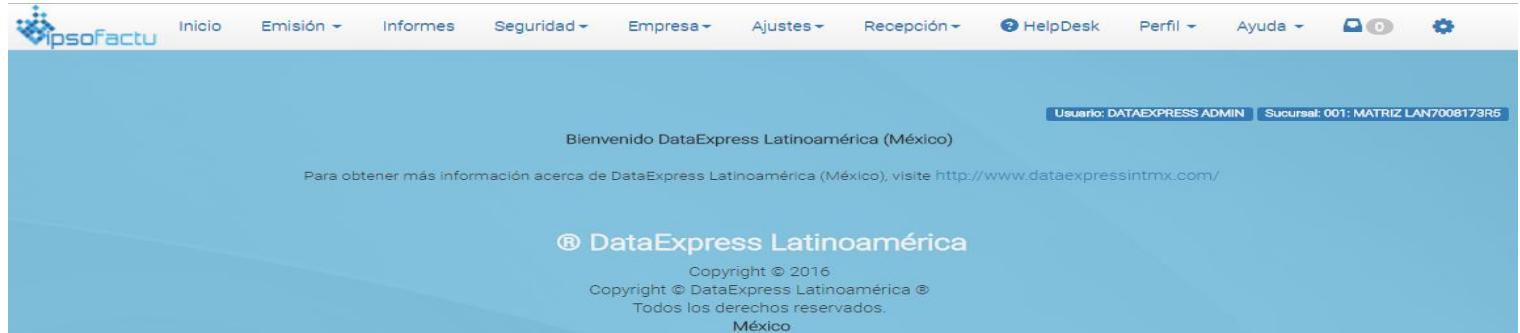 ipsofactu Inicio Emisión Informes Seguridad Empresa Ajustes Recepción HelpDesk Perfil Ayuda 0
Usuario: DATAEXPRESS ADMIN Sucursal: 001: MATRIZ LAN7008173R5
Bienvenido DataExpress Latinoamérica (México)
Para obtener más información acerca de DataExpress Latinoamérica (México), visite http://www.dataexpressintmx.com/
® DataExpress Latinoamérica
Copyright © 2016
Copyright © DataExpress Latinoamérica ®
Todos los derechos reservados.
México